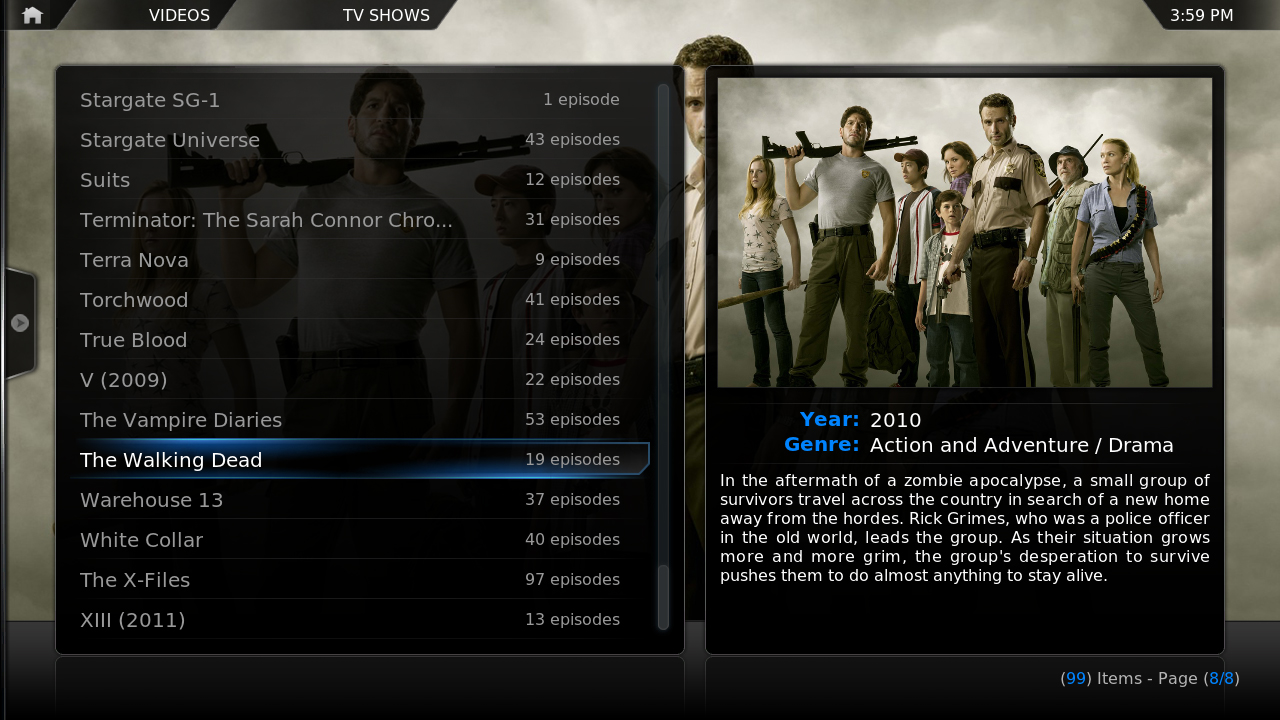 VIDEOS TV SHOWS 3:59 PM
Stargate SG-1 1 episode
Stargate Universe 43 episodes
Suits 12 episodes
Terminator: The Sarah Connor Chro... 31 episodes
Terra Nova 9 episodes
Torchwood 41 episodes
True Blood 24 episodes
V (2009) 22 episodes
The Vampire Diaries 53 episodes
The Walking Dead 19 episodes
Warehouse 13 37 episodes
White Collar 40 episodes
The X-Files 97 episodes
XIII (2011) 13 episodes
Year: 2010
Genre: Action and Adventure / Drama
In the aftermath of a zombie apocalypse, a small group of
survivors travel across the country in search of a new home
away from the hordes. Rick Grimes, who was a police officer
in the old world, leads the group. As their situation grows
more and more grim, the group's desperation to survive
pushes them to do almost anything to stay alive.
(99) Items - Page (8/8)